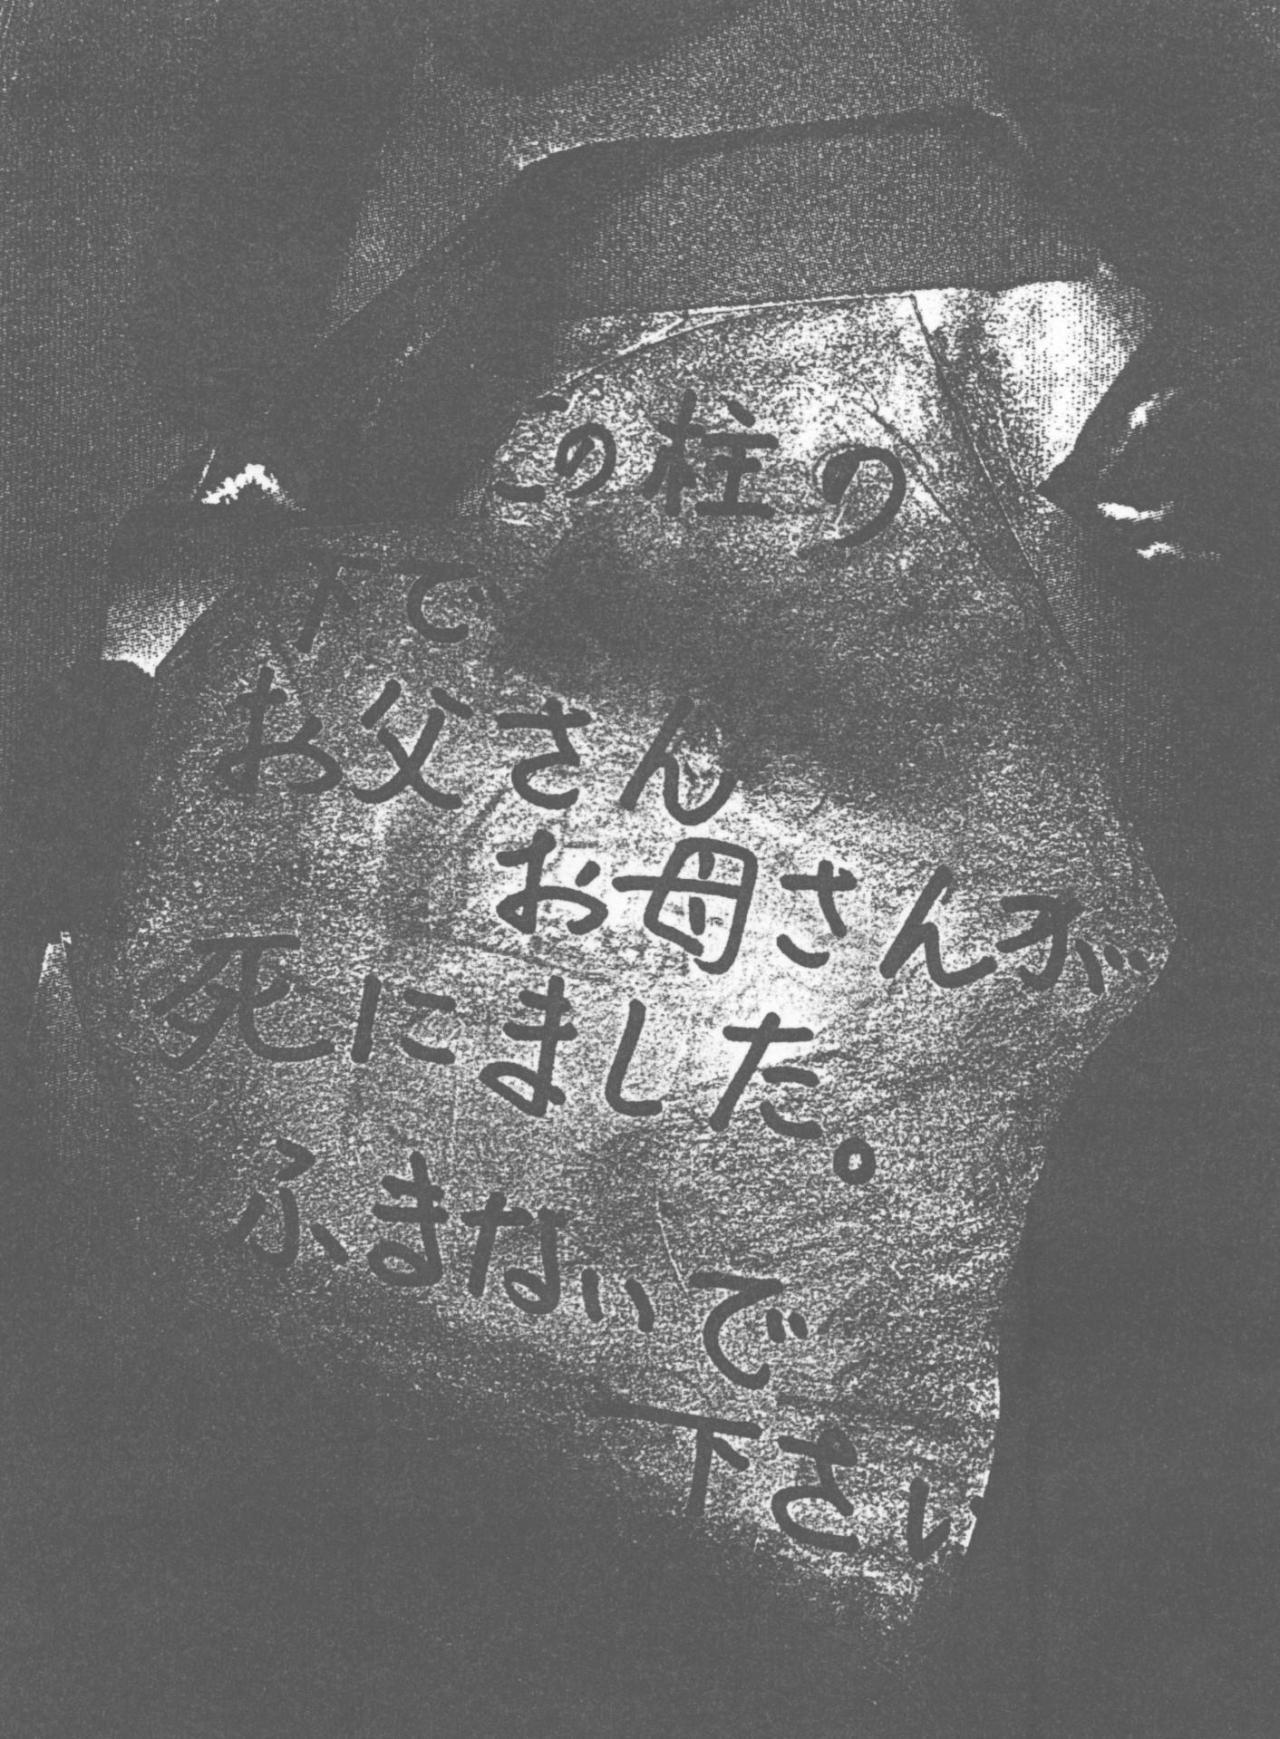 この柱の
下で
お父さん
お母さんが
死にました。
ふまないで
下さい